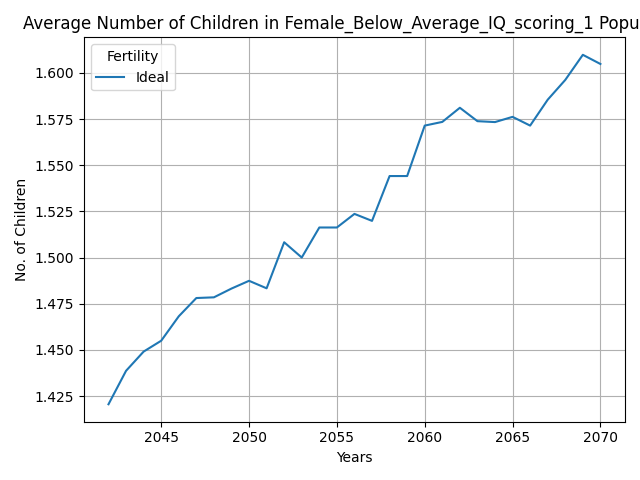 Average Number of Children in Female_Below_Average_IQ_scoring_1 Popu
Fertility
Ideal
1.600
1.575
1.550
1.525
1.500
1.475
1.450
1.425
No. of Children
2045 2050 2055 2060 2065 2070
Years